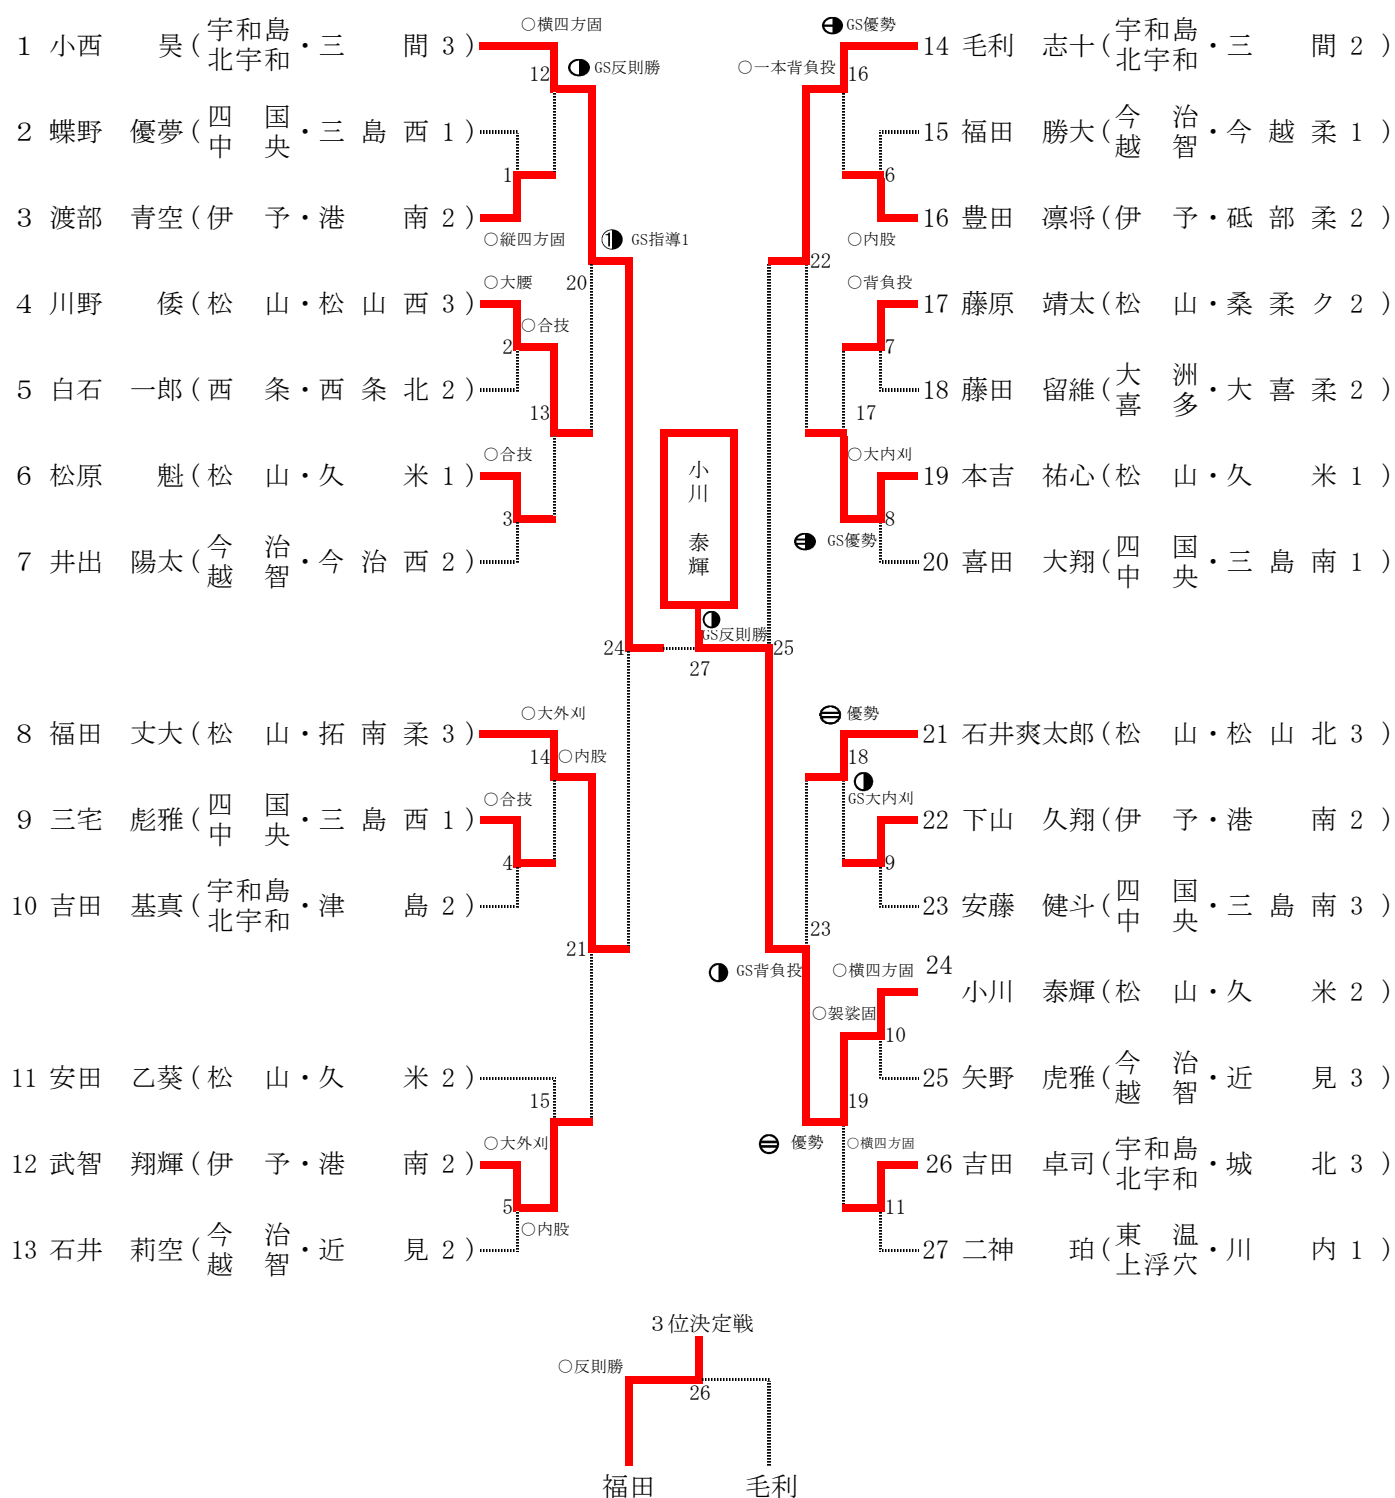 ○横四方固
GS優勢
1 小西 昊(宇和島北宇和・三間3)
14 毛利 志十(宇和島北宇和・三間2)
12
GS反則勝
○一本背負投
16
2 蝶野 優夢(四国中央・三島西1)
15 福田 勝大(今治越智・今越柔1)
1
6
3 渡部 青空(伊予・港南2)
16 豊田 凛将(伊予・砥部柔2)
○縦四方固
① GS指導1
○内股
22
20
○大腰
○背負投
4 川野 倭(松山・松山西3)
17 藤原 靖太(松山・桑柔ク2)
○合技
2
7
5 白石 一郎(西条・西条北2)
18 藤田 留維(大洲喜多・大喜柔2)
13
17
○合技
○大内刈
6 松原 魁(松山・久米1)
19 本吉 祐心(松山・久米1)
小川 泰輝
3
8
GS優勢
7 井出 陽太(今治越智・今治西2)
20 喜田 大翔(四国中央・三島南1)
GS反則勝
24
25
27
○大外刈
優勢
8 福田 丈大(松山・拓南柔3)
21 石井爽太郎(松山・松山北3)
14
○内股
18
○合技
GS大内刈
9 三宅 彪雅(四国中央・三島西1)
22 下山 久翔(伊予・港南2)
4
9
10 吉田 基真(宇和島北宇和・津島2)
23 安藤 健斗(四国中央・三島南3)
23
21
GS背負投
○横四方固
24 小川 泰輝(松山・久米2)
○袈裟固
10
11 安田 乙葵(松山・久米2)
25 矢野 虎雅(今治越智・近見3)
15
19
○大外刈
優勢
○横四方固
12 武智 翔輝(伊予・港南2)
26 吉田 卓司(宇和島北宇和・城北3)
5
11
○内股
13 石井 莉空(今治越智・近見2)
27 二神 珀(東温上浮穴・川内1)
３位決定戦
○反則勝
26
福田
毛利